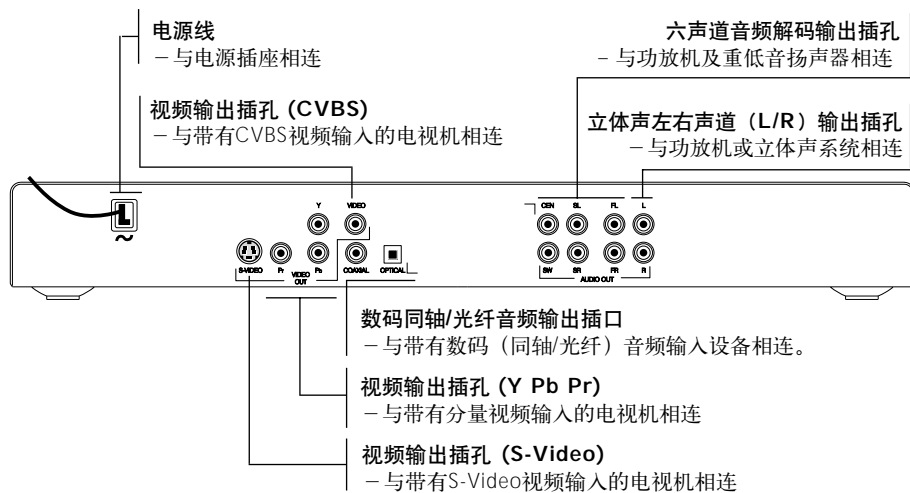 电源线
－与电源插座相连
视频输出插孔 (CVBS)
－与带有CVBS视频输入的电视机相连
六声道音频解码输出插孔
－与功放机及重低音扬声器相连
立体声左右声道（L/R）输出插孔
－与功放机或立体声系统相连
Y VIDEO CEN SL FL L
S-VIDEO Pr Pb COAXIAL OPTICAL SW SR FR R
VIDEO OUT
AUDIO OUT
数码同轴/光纤音频输出插口
－与带有数码（同轴/光纤）音频输入设备相连。
视频输出插孔 (Y Pb Pr)
－与带有分量视频输入的电视机相连
视频输出插孔 (S-Video)
－与带有S-Video视频输入的电视机相连